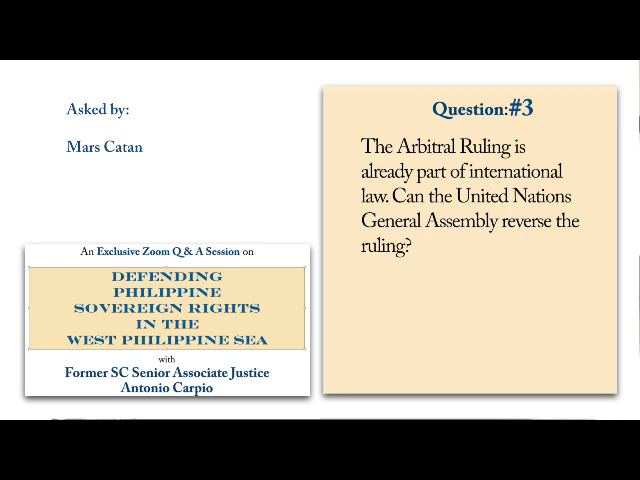 Asked by:
Mars Catan
Question:#3
The Arbitral Ruling is
already part of international
law. Can the United Nations
General Assembly reverse the
ruling?
An Exclusive Zoom Q & A Session on
DEFENDING
PHILIPPINE
SOVEREIGN RIGHTS
IN THE
WEST PHILIPPINE SEA
with
Former SC Senior Associate Justice
Antonio Carpio